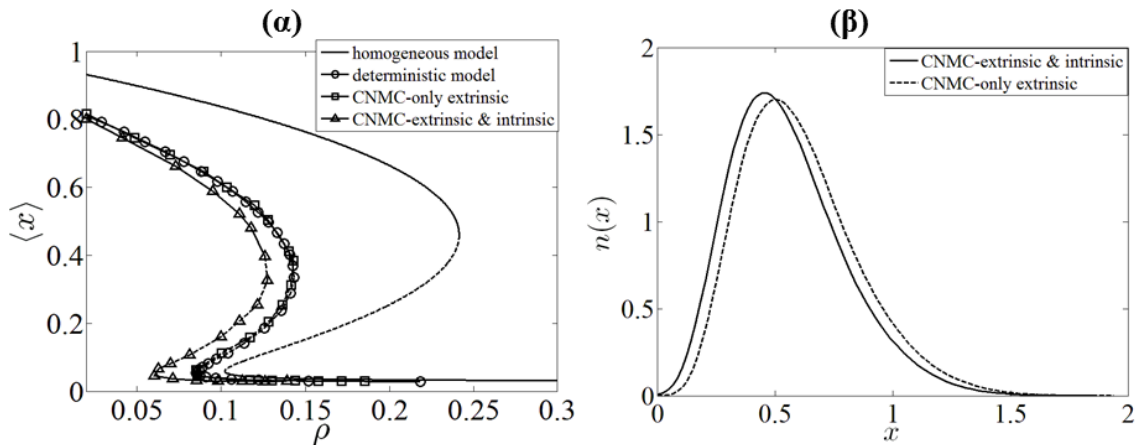 (α)
1
0.8
0.6
0.4
0.2
0
⟨x⟩
0.05
0.1
0.15
0.2
0.25
0.3
ρ
homogeneous model
deterministic model
CNMC-only extrinsic
CNMC-extrinsic & intrinsic
(β)
2
1.5
1
0.5
0
n(x)
0
0.5
1
1.5
2
x
CNMC-extrinsic & intrinsic
CNMC-only extrinsic